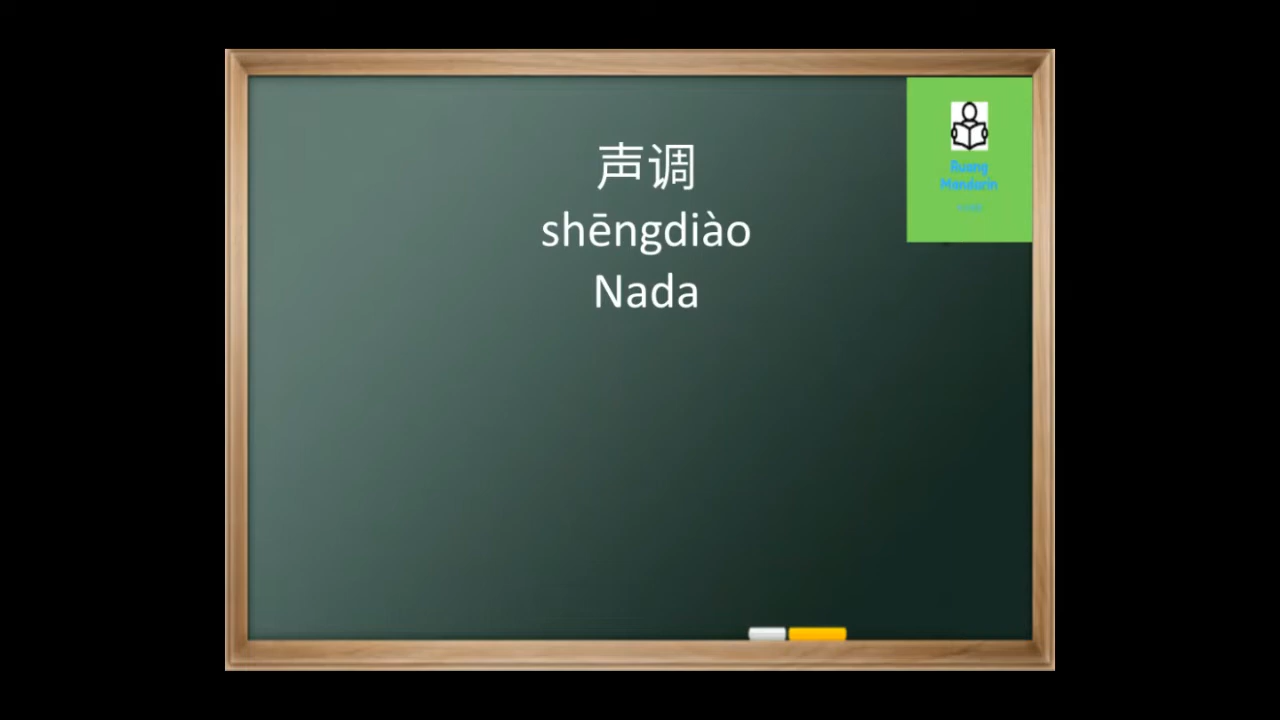 声调
shēngdiào
Nada
Ruang
Mandarin